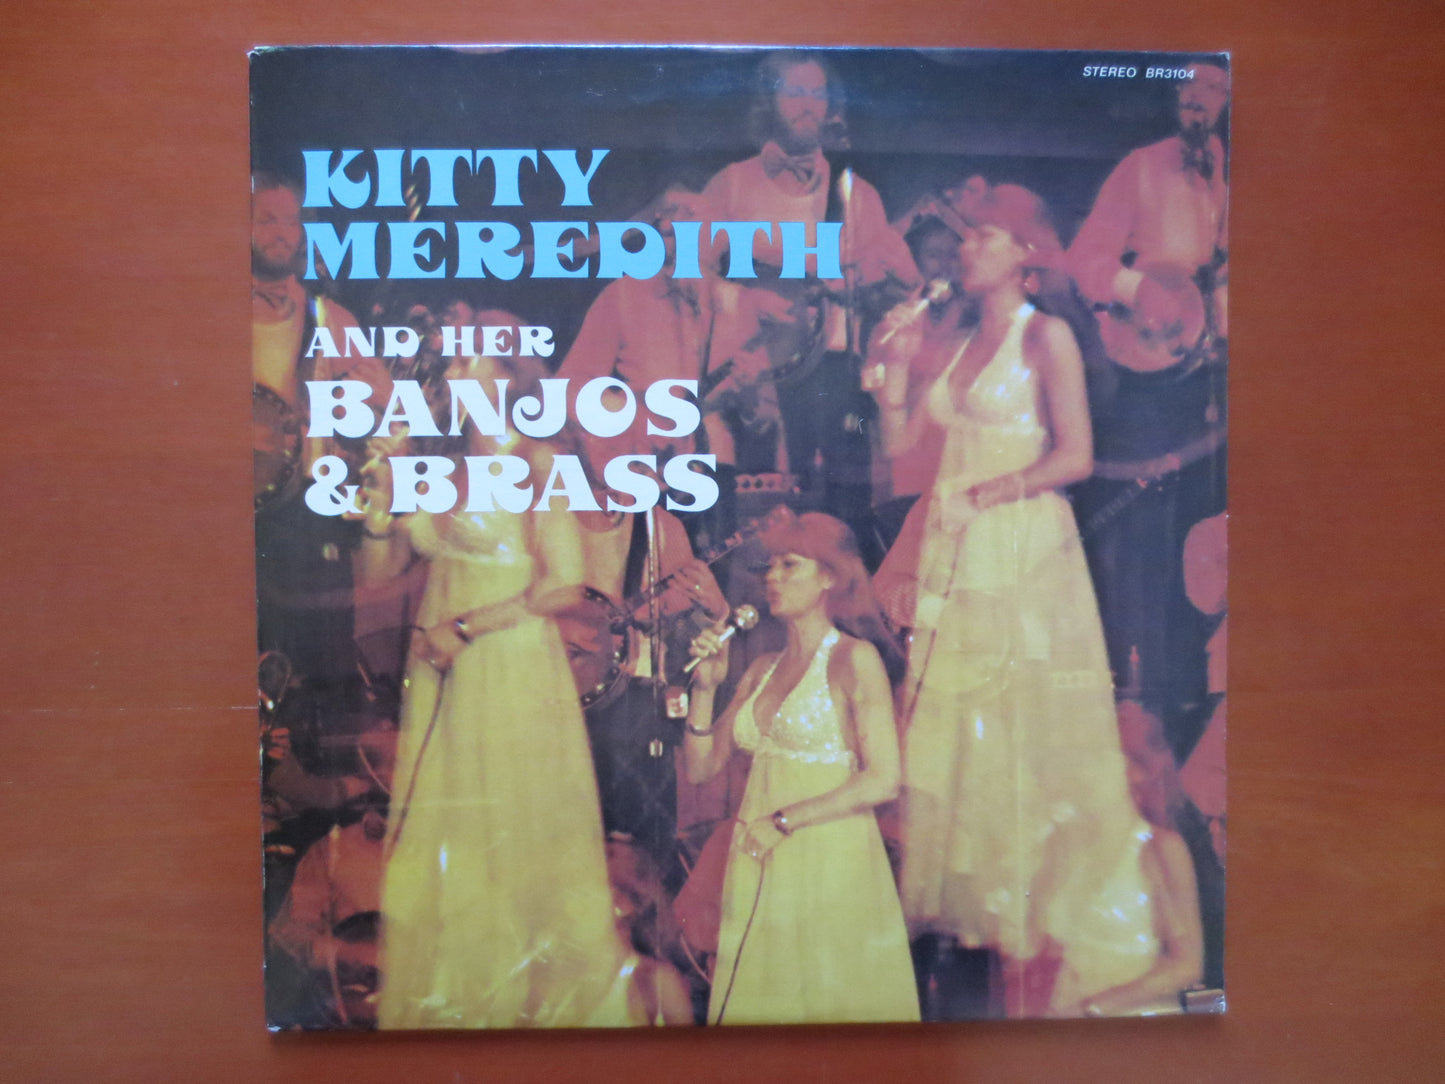 STEREO BR3104
KITTY
MEREDITH
AND HER
BANJOS
& BRASS